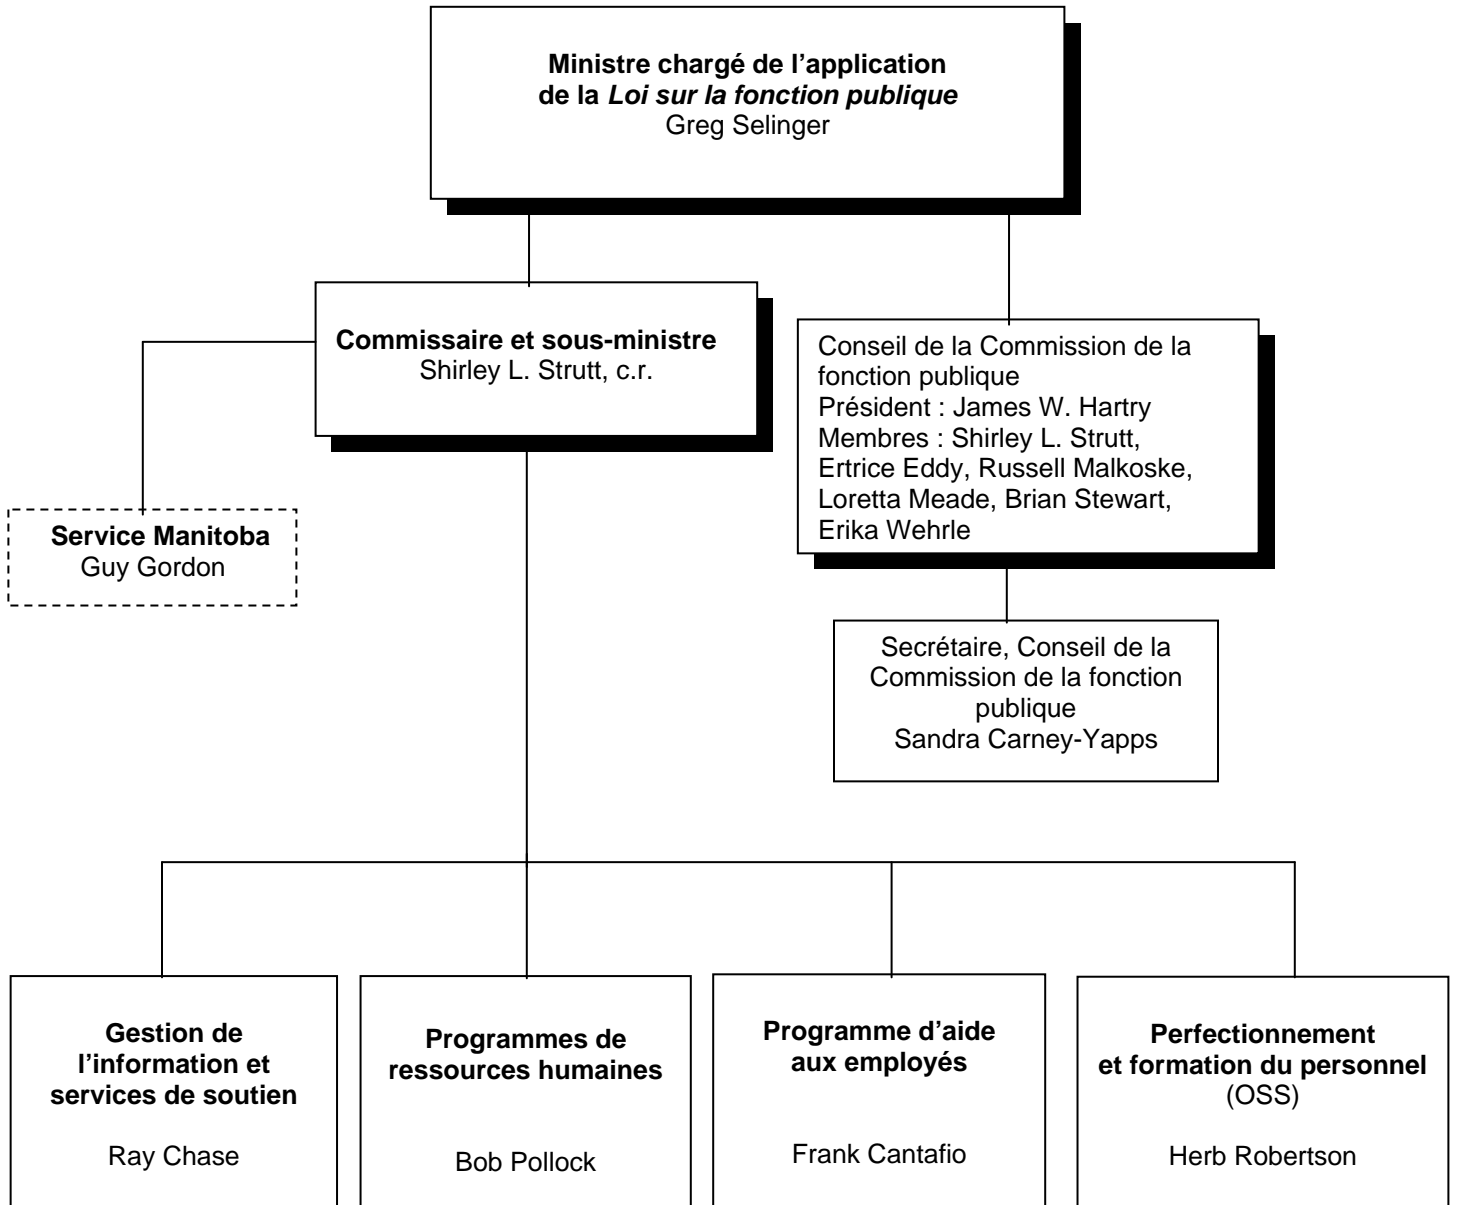 Ministre chargé de l’application
de la Loi sur la fonction publique
Greg Selinger
Commissaire et sous-ministre
Shirley L. Strutt, c.r.
Conseil de la Commission de la
fonction publique
Président : James W. Hartry
Membres : Shirley L. Strutt,
Ertrice Eddy, Russell Malkoske,
Loretta Meade, Brian Stewart,
Erika Wehrle
Service Manitoba
Guy Gordon
Secrétaire, Conseil de la
Commission de la fonction
publique
Sandra Carney-Yapps
Gestion de
l’information et
services de soutien
Ray Chase
Programmes de
ressources humaines
Bob Pollock
Programme d’aide
aux employés
Frank Cantafio
Perfectionnement
et formation du personnel
(OSS)
Herb Robertson